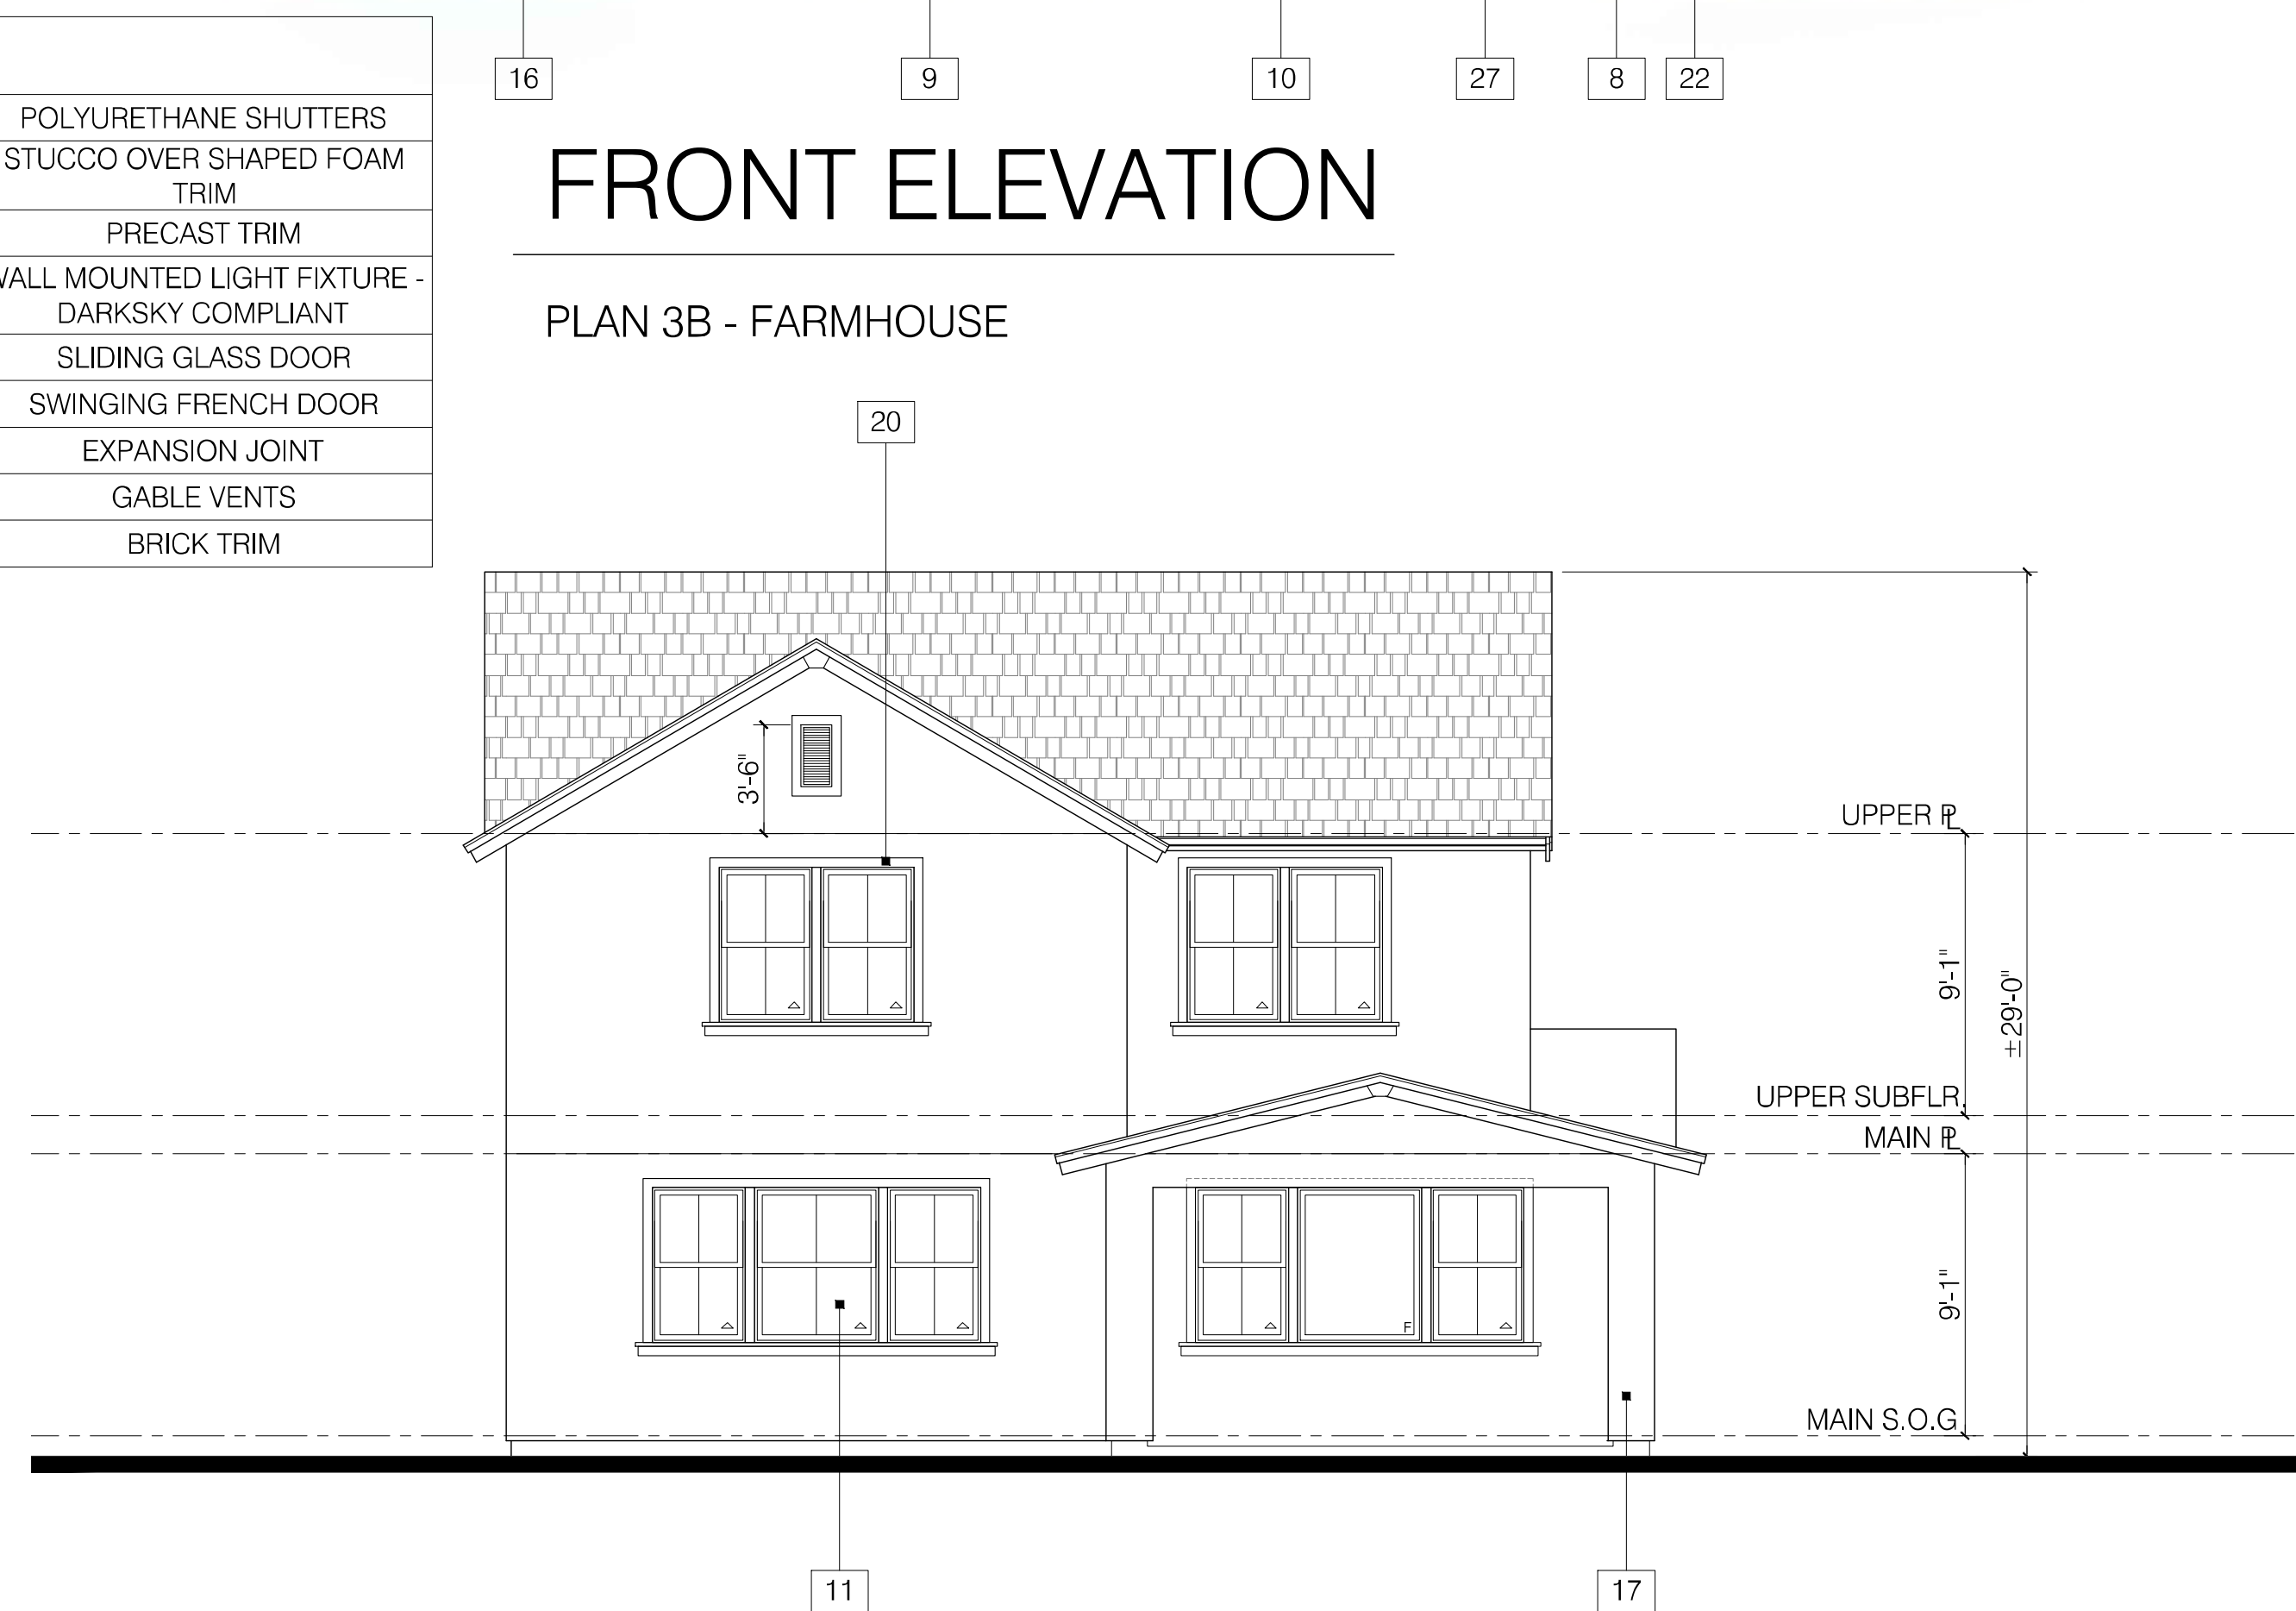 16
9
10
27
8
22
POLYURETHANE SHUTTERS
STUCCO OVER SHAPED FOAM
TRIM
PRECAST TRIM
WALL MOUNTED LIGHT FIXTURE -
DARKSKY COMPLIANT
SLIDING GLASS DOOR
SWINGING FRENCH DOOR
EXPANSION JOINT
GABLE VENTS
BRICK TRIM
FRONT ELEVATION
PLAN 3B - FARMHOUSE
20
3'-6"
UPPER PL
9'-1"
±29'-0"
UPPER SUBFLR.
MAIN PL
9'-1"
F
MAIN S.O.G
11
17